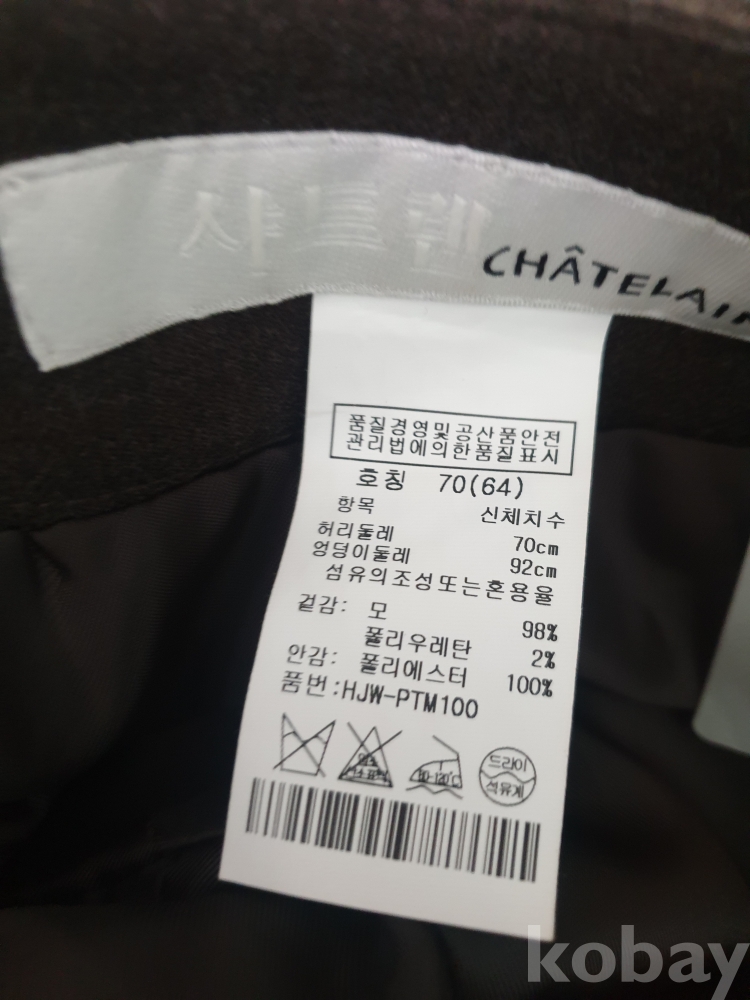 CHÂTELAIN
품질경영및공산품안전
관리법에의한품질표시
호칭 70(64)
항목 신체치수
허리둘레 70cm
엉덩이둘레 92cm
섬유의조성또는혼용율
겉감: 모 98%
폴리우레탄 2%
안감: 폴리에스터 100%
품번:HJW-PTM100
드라이
석유계
kobay